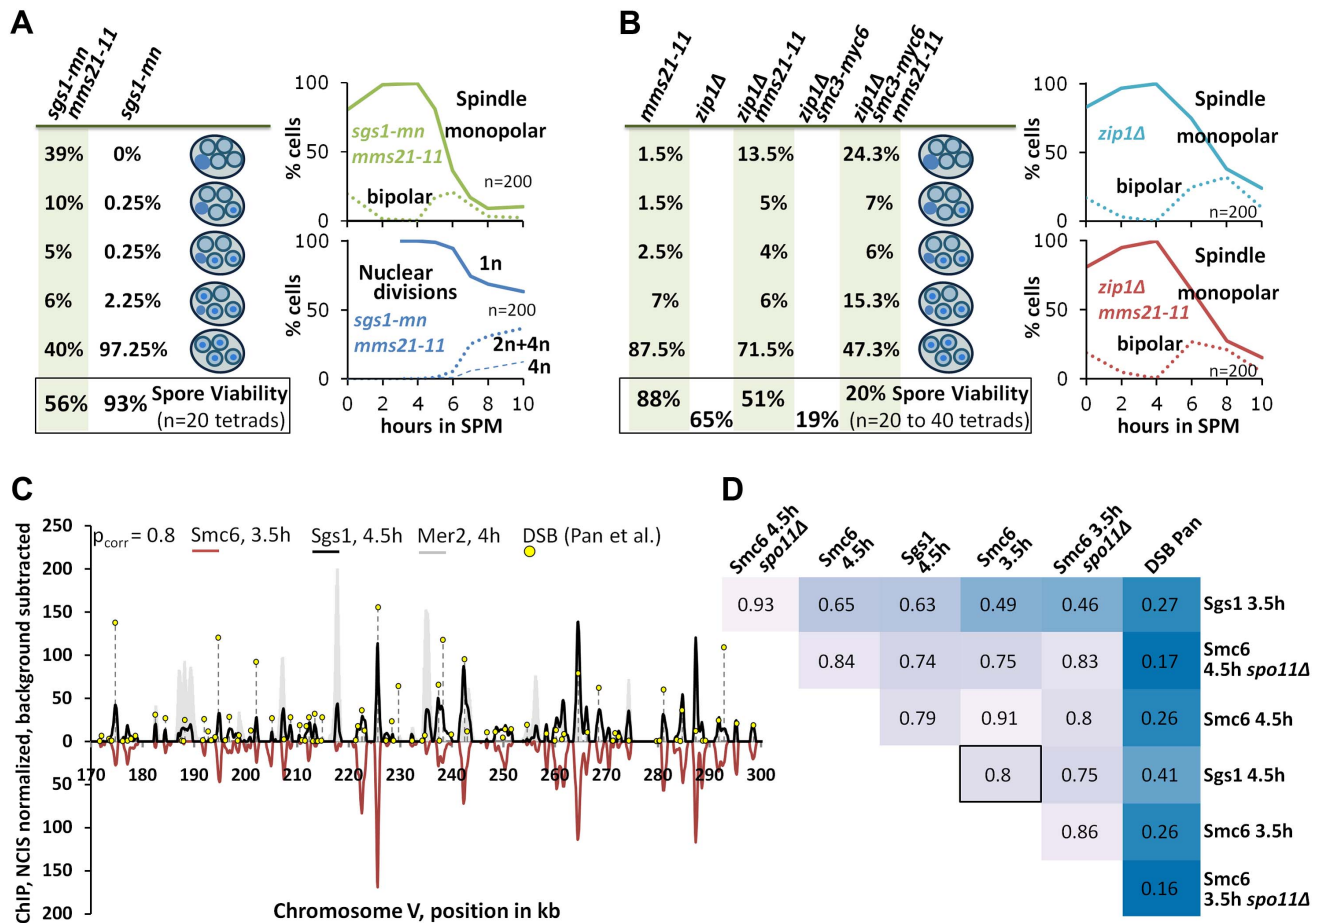 A
sgs1-mn
mms21-11
sgs1-mn
39% 0%
10% 0.25%
5% 0.25%
6% 2.25%
40% 97.25%
56% 93% Spore Viability
(n=20 tetrads)
% cells
100
50
0
Spindle
monopolar
sgs1-mn
mms21-11
bipolar
n=200
% cells
100
50
0
Nuclear
divisions
1n
n=200
sgs1-mn
mms21-11
2n+4n
4n
0 2 4 6 8 10
hours in SPM
B
mms21-11
zip1Δ
zip1Δ
mms21-11
zip1Δ
smc3-myc6
zip1Δ
smc3-myc6
mms21-11
1.5% 13.5% 24.3%
1.5% 5% 7%
2.5% 4% 6%
7% 6% 15.3%
87.5% 71.5% 47.3%
88% 51% 20% Spore Viability
65% 19% (n=20 to 40 tetrads)
% cells
100
50
0
Spindle
monopolar
zip1Δ
bipolar
n=200
% cells
100
50
0
Spindle
monopolar
zip1Δ
mms21-11
bipolar
n=200
0 2 4 6 8 10
hours in SPM
C
ChIP, NCIS normalized, background subtracted
250
200
150
100
50
0
50
100
150
200
pcorr = 0.8 Smc6, 3.5h Sgs1, 4.5h Mer2, 4h DSB (Pan et al.)
170 180 190 200 210 220 230 240 250 260 270 280 290 300
Chromosome V, position in kb
D
Smc6 4.5h
spo11Δ
Smc6
4.5h
Sgs1
4.5h
Smc6
3.5h
Smc6 3.5h
spo11Δ
DSB Pan
0.93 0.65 0.63 0.49 0.46 0.27 Sgs1 3.5h
0.84 0.74 0.75 0.83 0.17 Smc6
4.5h spo11Δ
0.79 0.91 0.8 0.26 Smc6 4.5h
0.8 0.75 0.41 Sgs1 4.5h
0.86 0.26 Smc6 3.5h
0.16 Smc6
3.5h spo11Δ